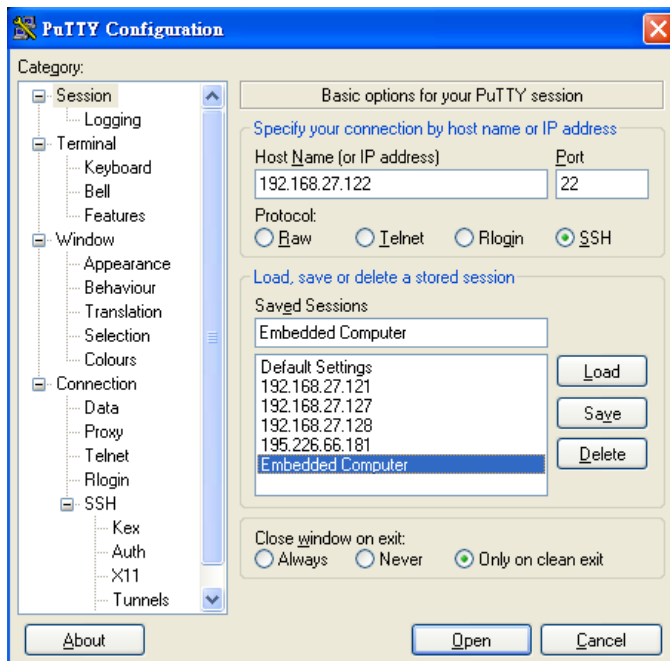 PuTTY Configuration
Category:
Session
Logging
Terminal
Keyboard
Bell
Features
Window
Appearance
Behaviour
Translation
Selection
Colours
Connection
Data
Proxy
Telnet
Rlogin
SSH
Kex
Auth
X11
Tunnels
Basic options for your PuTTY session
Specify your connection by host name or IP address
Host Name (or IP address) Port
192.168.27.122 22
Protocol:
Raw Telnet Rlogin SSH
Load, save or delete a stored session
Saved Sessions
Embedded Computer
Default Settings
192.168.27.121
192.168.27.127
192.168.27.128
195.226.66.181
Embedded Computer
Load
Save
Delete
Close window on exit:
Always Never Only on clean exit
About Open Cancel